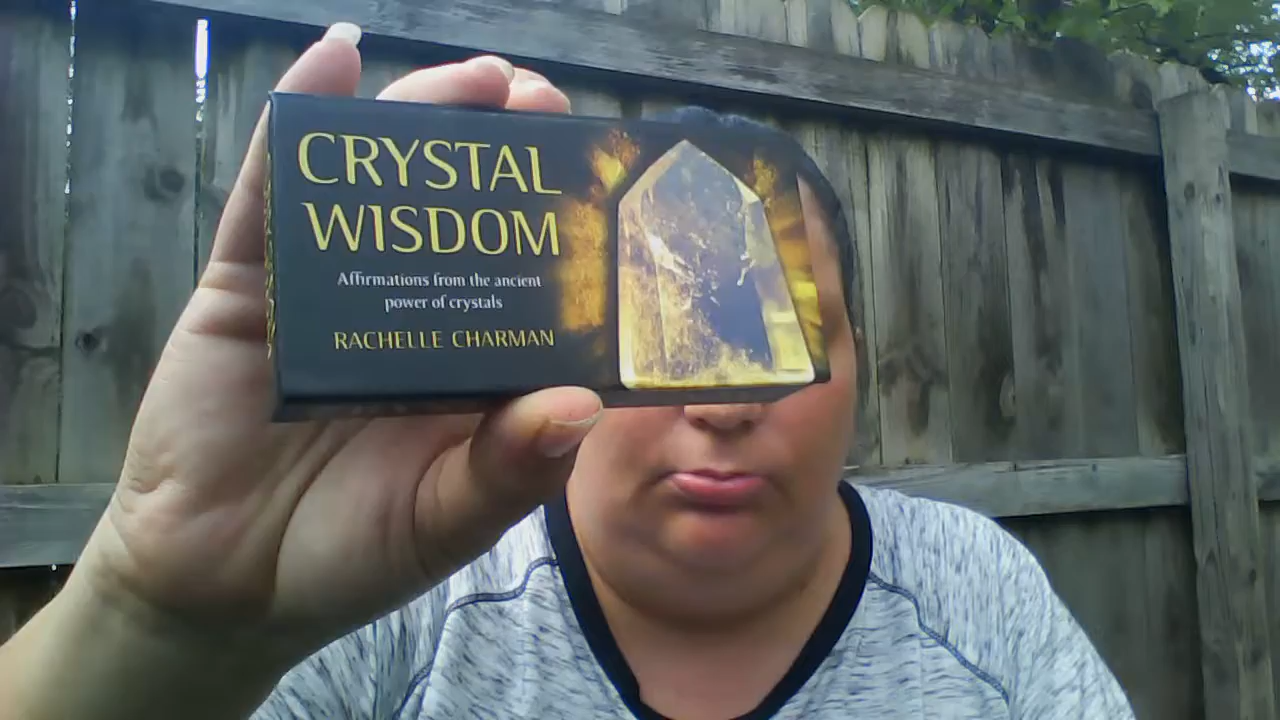 CRYSTAL
WISDOM
Affirmations from the ancient
power of crystals
RACHELLE CHARMAN